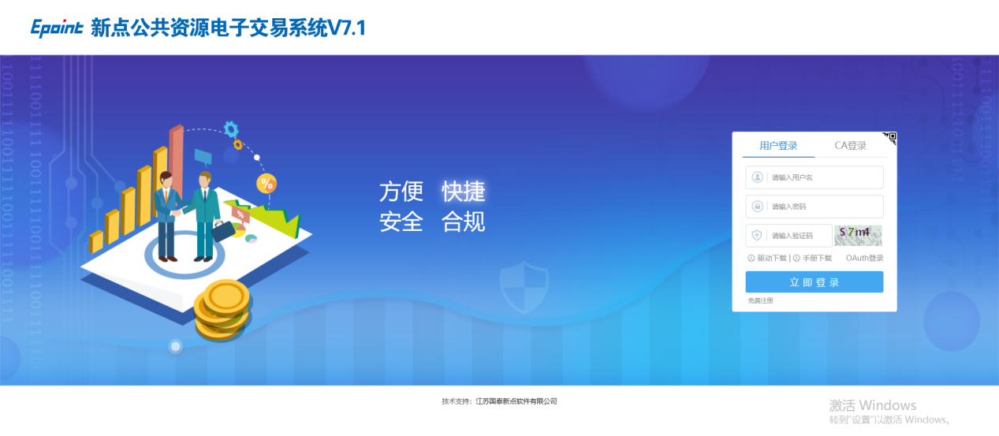 Epoint 新点公共资源电子交易系统V7.1
方便 快捷
安全 合规
%
%
用户登录 CA登录
请输入用户名
请输入密码
请输入验证码 S7m4
驱动下载 | 手册下载 OAuth登录
立即登录
免费注册
技术支持：江苏国泰新点软件有限公司
激活 Windows
转到"设置"以激活 Windows。